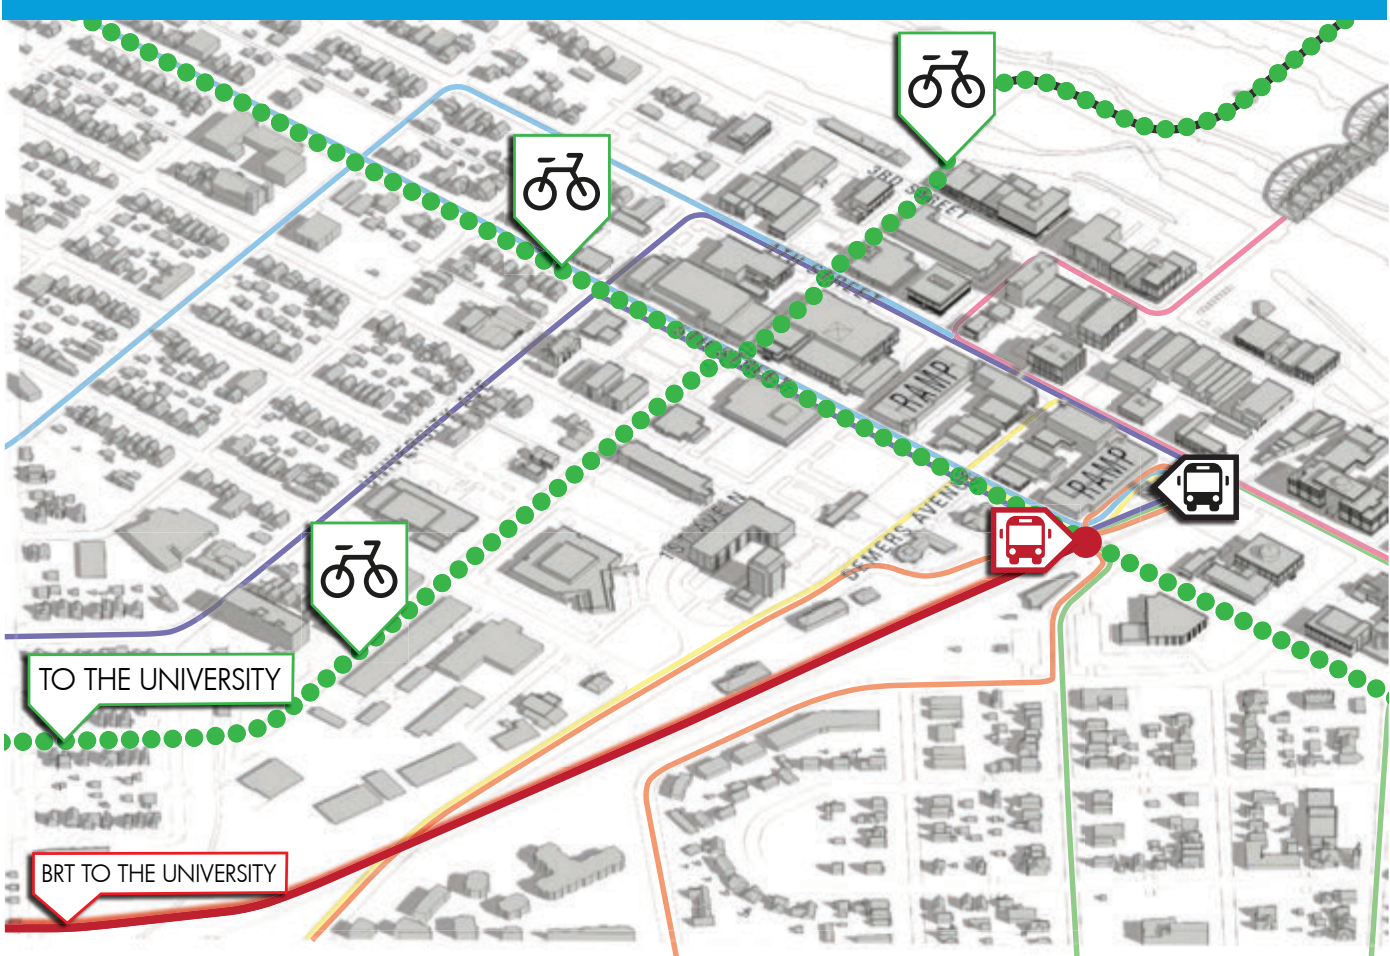 3RD STREET
RAMP
RAMP
DEMERS AVENUE
TO THE UNIVERSITY
BRT TO THE UNIVERSITY